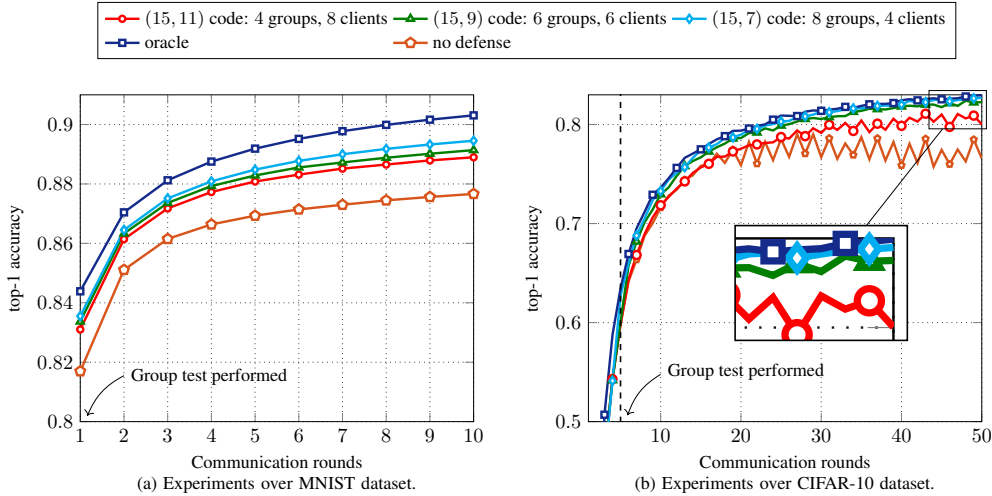 (15, 11) code: 4 groups, 8 clients (15, 9) code: 6 groups, 6 clients (15, 7) code: 8 groups, 4 clients
oracle no defense
0.9
0.88
0.86
0.84
0.82
0.8
top-1 accuracy
Group test performed
1 2 3 4 5 6 7 8 9 10
Communication rounds
(a) Experiments over MNIST dataset.
0.8
0.7
0.6
0.5
top-1 accuracy
Group test performed
10 20 30 40 50
Communication rounds
(b) Experiments over CIFAR-10 dataset.